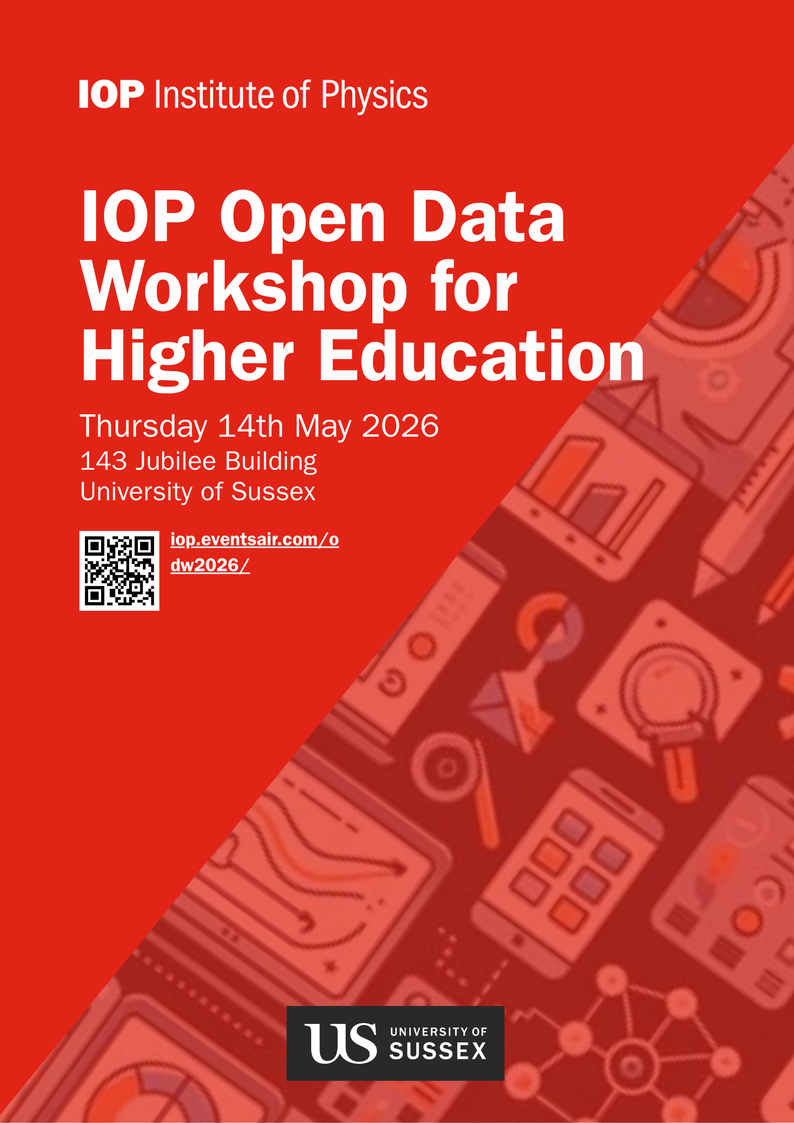 IOP Institute of Physics
IOP Open Data
Workshop for
Higher Education
Thursday 14th May 2026
143 Jubilee Building
University of Sussex
iop.eventsair.com/o
dw2026/
US UNIVERSITY OF
SUSSEX